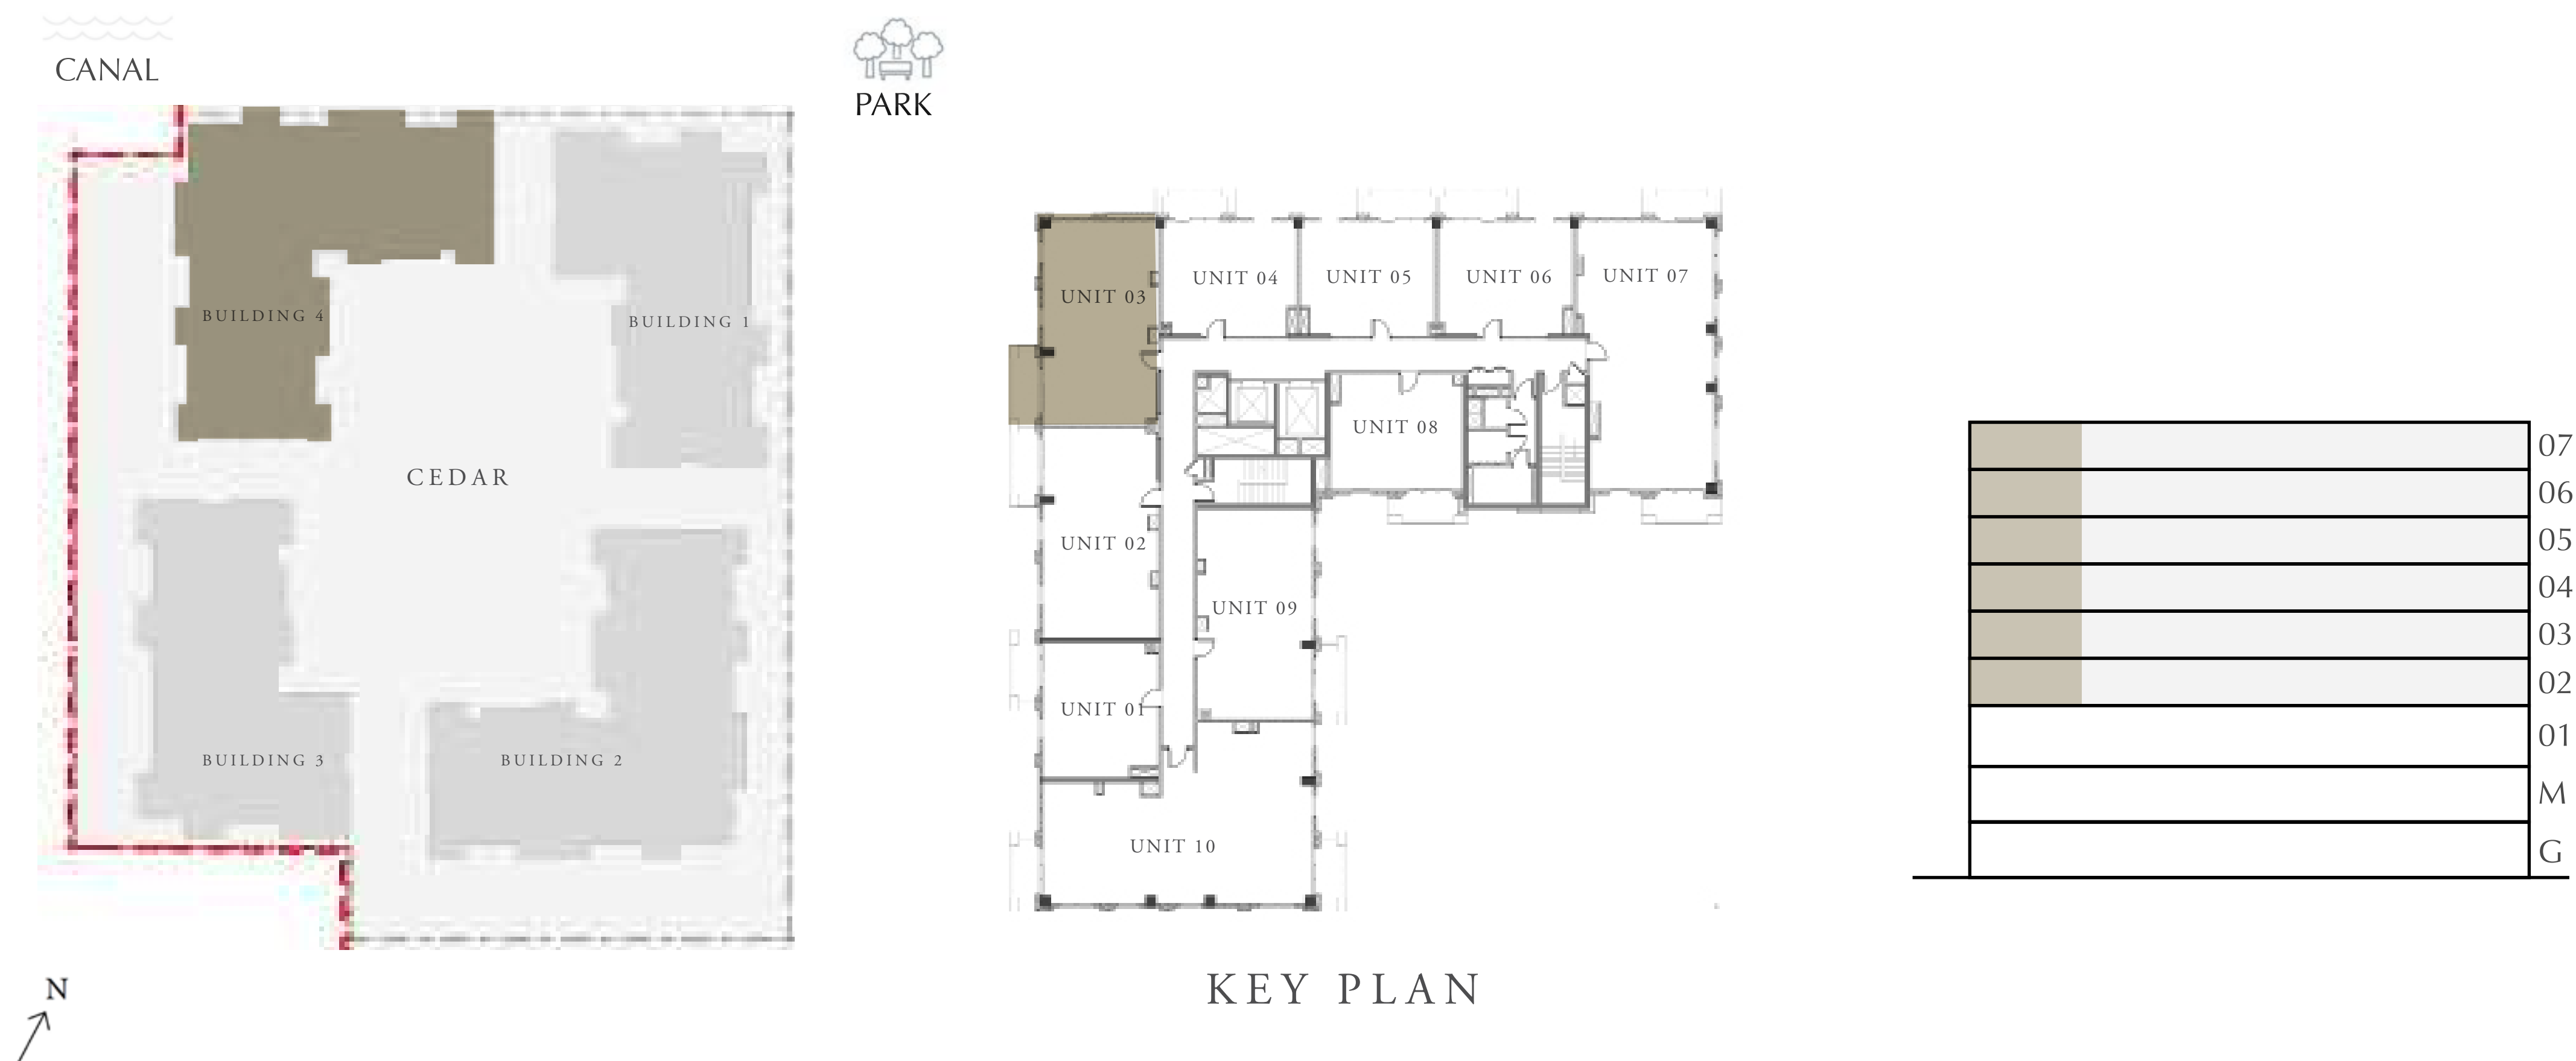 CANAL
PARK
BUILDING 4
BUILDING 1
CEDAR
BUILDING 3
BUILDING 2
N
UNIT 03
UNIT 04
UNIT 05
UNIT 06
UNIT 07
UNIT 08
UNIT 02
UNIT 09
UNIT 01
UNIT 10
KEY PLAN
07
06
05
04
03
02
01
M
G